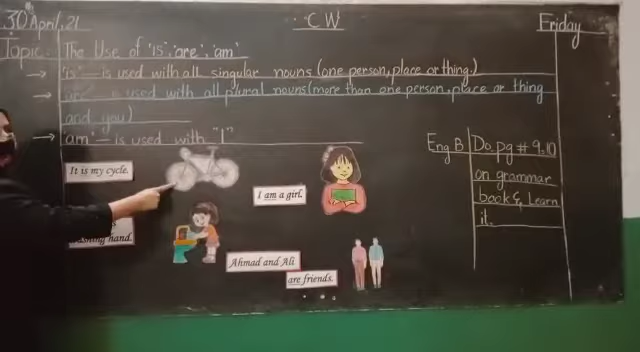 30 April, 21
C W
Friday
Topic: The Use of 'is', 'are', 'am'
→ 'is' – is used with all singular nouns (one person, place or thing.)
→ 'are' – is used with all plural nouns (more than one person, place or thing
and you)
→ 'am' – is used with "I"
Eng B
Do pg # 9,10
on grammar
book & Learn
it.
It is my cycle.
I am a girl.
hand.
Ahmad and Ali
are friends.